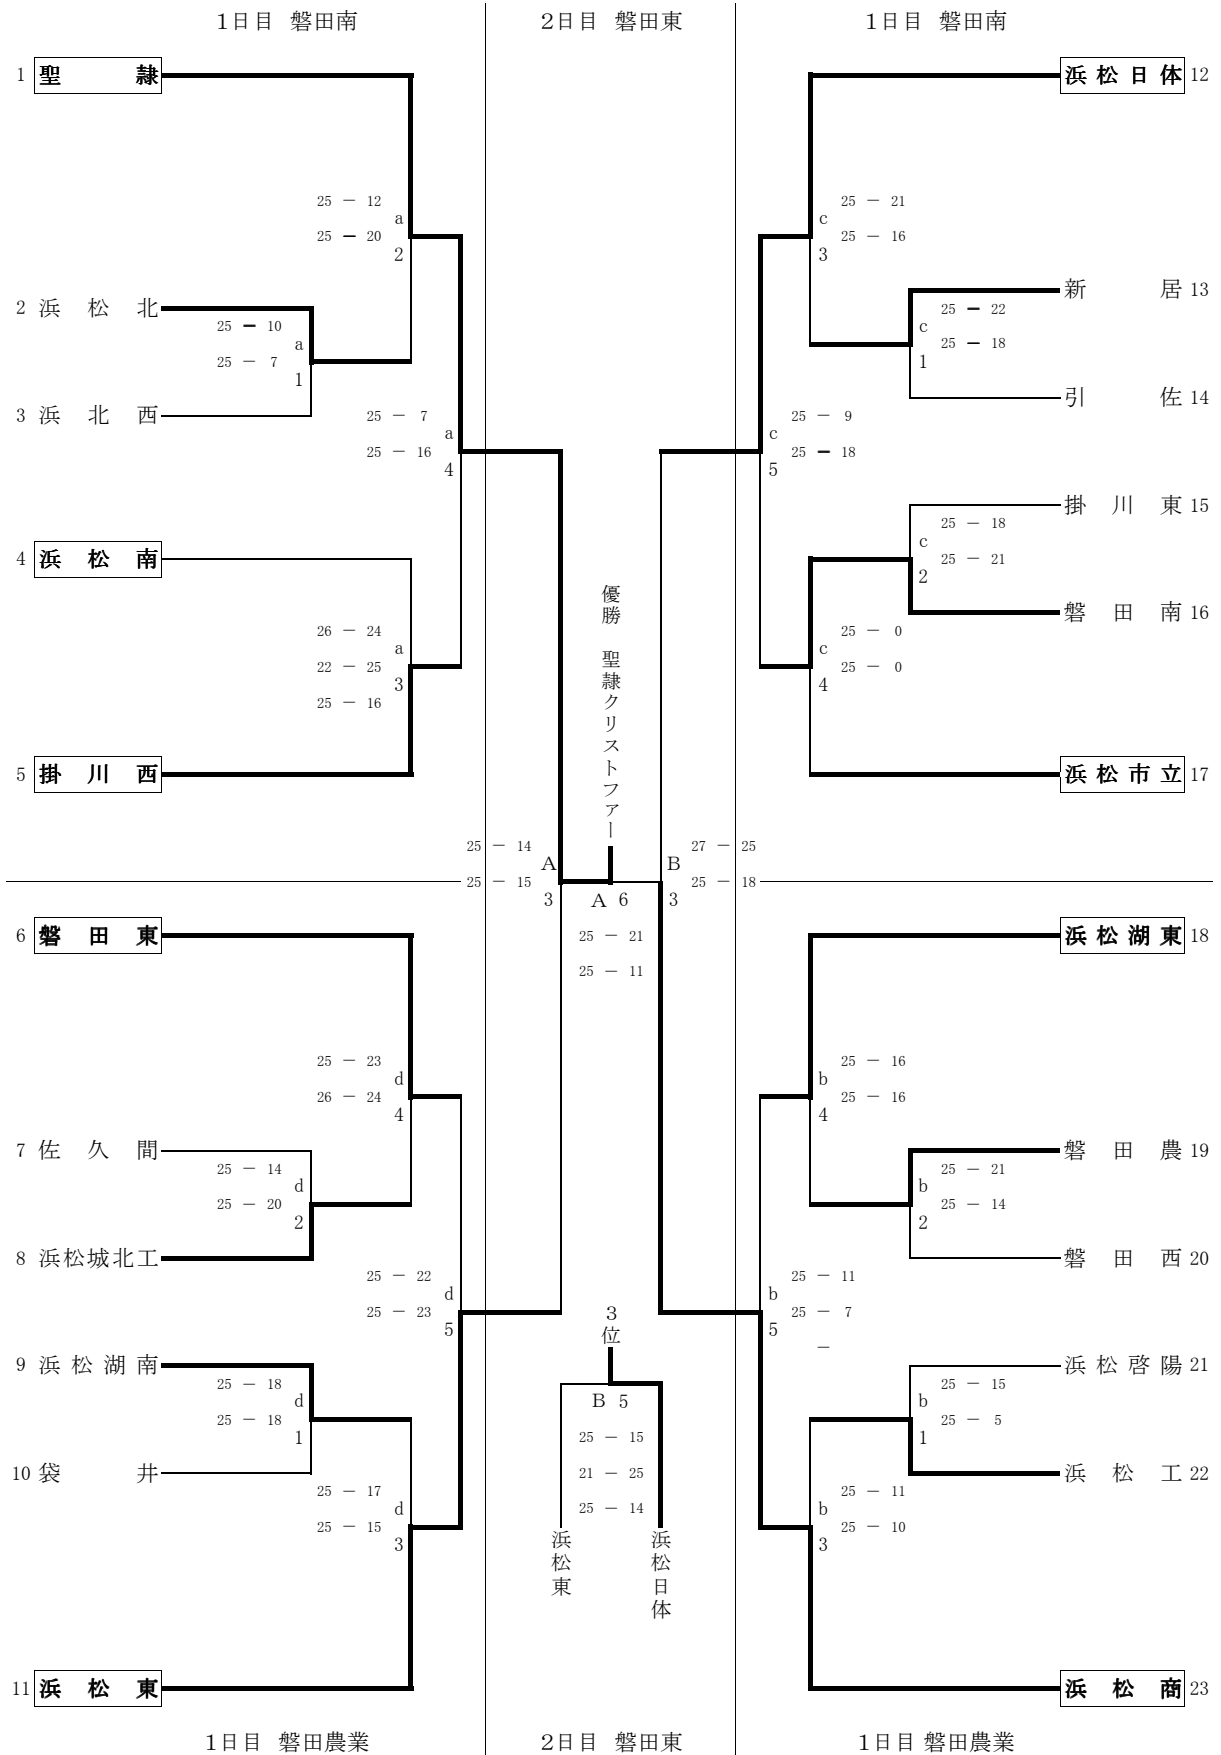 1日目 磐田南
2日目 磐田東
1日目 磐田南
1 聖隷
浜松日体 12
25 － 12
a
25 － 20
2
25 － 21
c
25 － 16
3
2 浜松北
25 － 10
a
25 － 7
1
3 浜北西
新居 13
25 － 22
c
25 － 18
1
引佐 14
25 － 7
a
25 － 16
4
25 － 9
c
25 － 18
5
4 浜松南
26 － 24
a
22 － 25
3
25 － 16
5 掛川西
掛川東 15
25 － 18
c
25 － 21
2
磐田南 16
25 － 0
c
25 － 0
4
浜松市立 17
優勝 聖隷クリストファー
25 － 14
A
25 － 15
3
27 － 25
B
25 － 18
3
A 6
25 － 21
25 － 11
6 磐田東
浜松湖東 18
25 － 23
d
26 － 24
4
25 － 16
b
25 － 16
4
7 佐久間
25 － 14
d
25 － 20
2
8 浜松城北工
磐田農 19
25 － 21
b
25 － 14
2
磐田西 20
25 － 22
d
25 － 23
5
25 － 11
b
25 － 7
5
－
9 浜松湖南
25 － 18
d
25 － 18
1
10 袋井
浜松啓陽 21
25 － 15
b
25 － 5
1
浜松工 22
3位
B 5
25 － 15
21 － 25
25 － 14
浜松東
浜松日体
25 － 17
d
25 － 15
3
25 － 11
b
25 － 10
3
11 浜松東
浜松商 23
1日目 磐田農業
2日目 磐田東
1日目 磐田農業